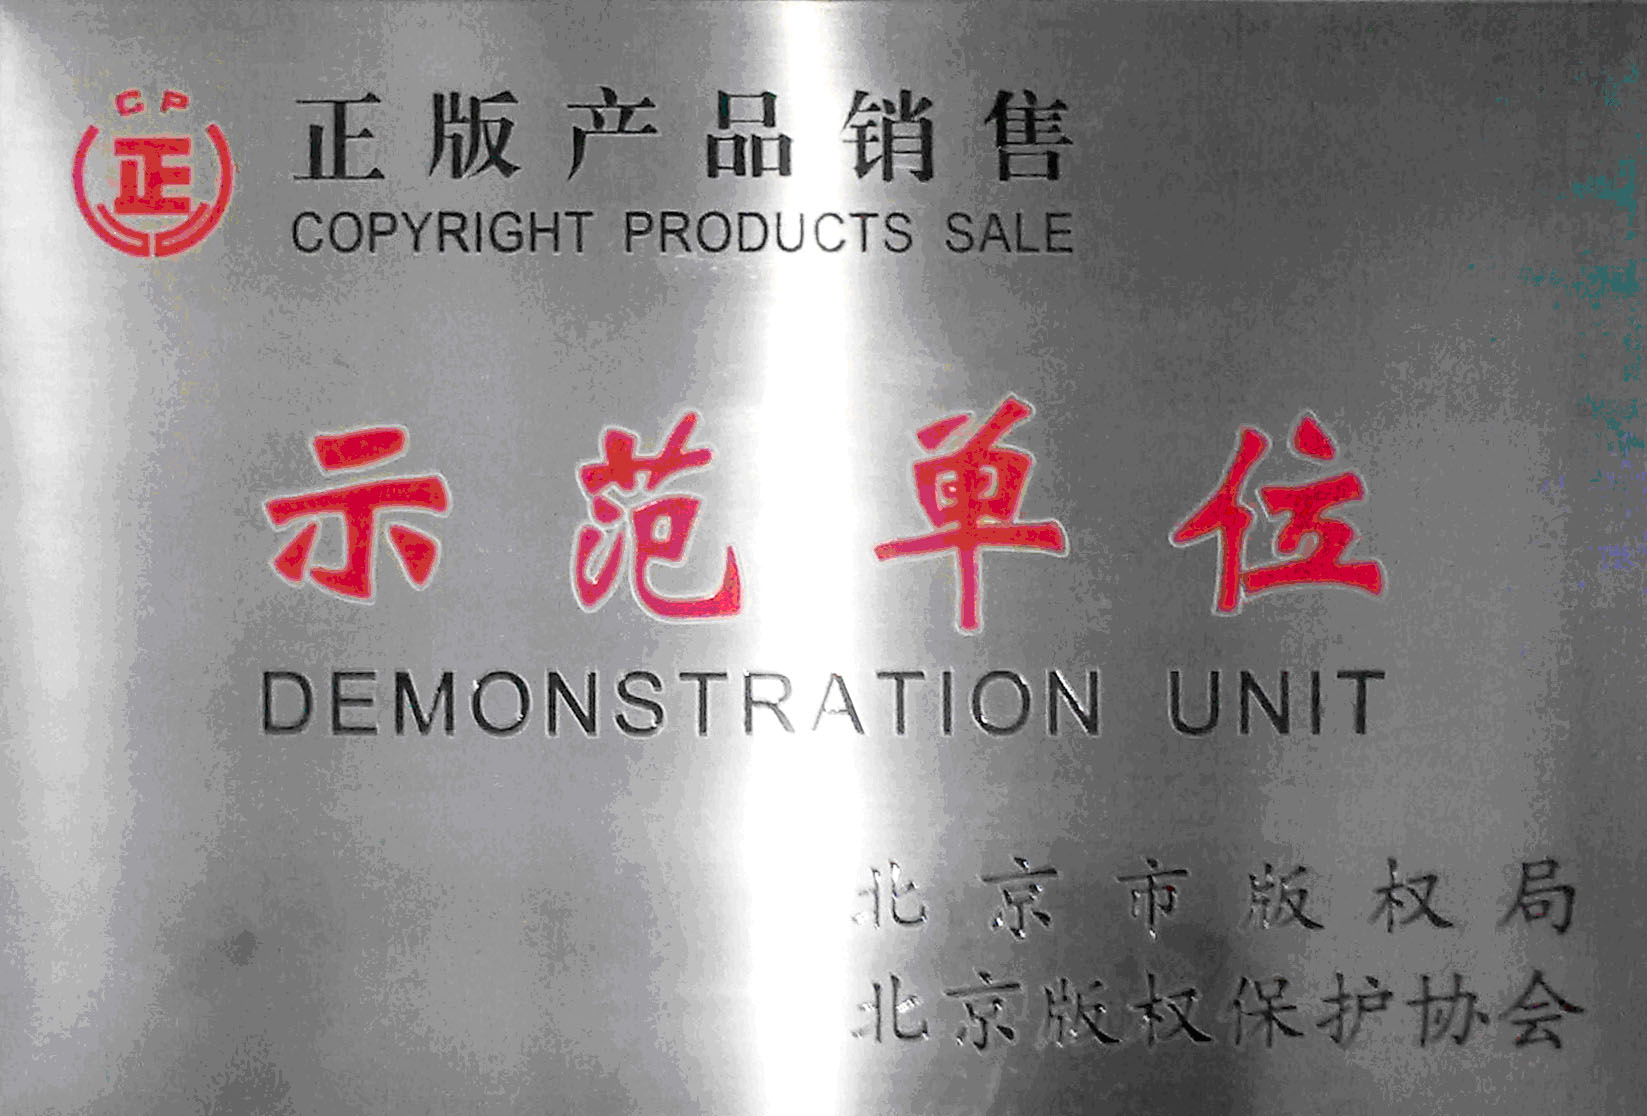 CP
正
正版产品销售
COPYRIGHT PRODUCTS SALE
示范单位
DEMONSTRATION UNIT
北京市版权局
北京版权保护协会